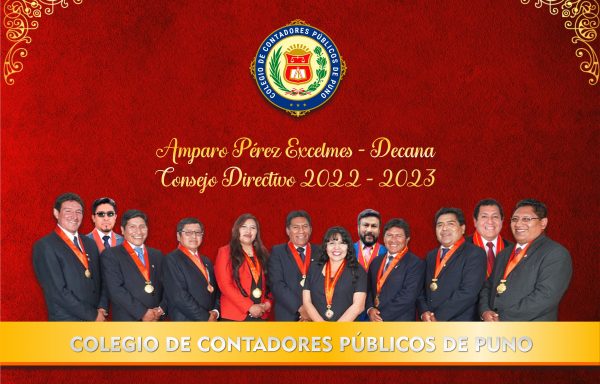 COLEGIO DE CONTADORES PÚBLICOS DE PUNO
Amparo Pérez Excelmes - Decana
Consejo Directivo 2022 - 2023
COLEGIO DE CONTADORES PÚBLICOS DE PUNO